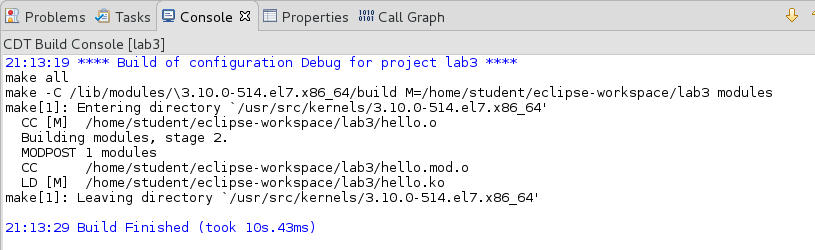 Problems Tasks Console Properties Call Graph
CDT Build Console [lab3]
21:13:19 **** Build of configuration Debug for project lab3 ****
make all
make -C /lib/modules/\3.10.0-514.el7.x86_64/build M=/home/student/eclipse-workspace/lab3 modules
make[1]: Entering directory `/usr/src/kernels/3.10.0-514.el7.x86_64'
  CC [M]  /home/student/eclipse-workspace/lab3/hello.o
  Building modules, stage 2.
  MODPOST 1 modules
  CC      /home/student/eclipse-workspace/lab3/hello.mod.o
  LD [M]  /home/student/eclipse-workspace/lab3/hello.ko
make[1]: Leaving directory `/usr/src/kernels/3.10.0-514.el7.x86_64'
21:13:29 Build Finished (took 10s.43ms)